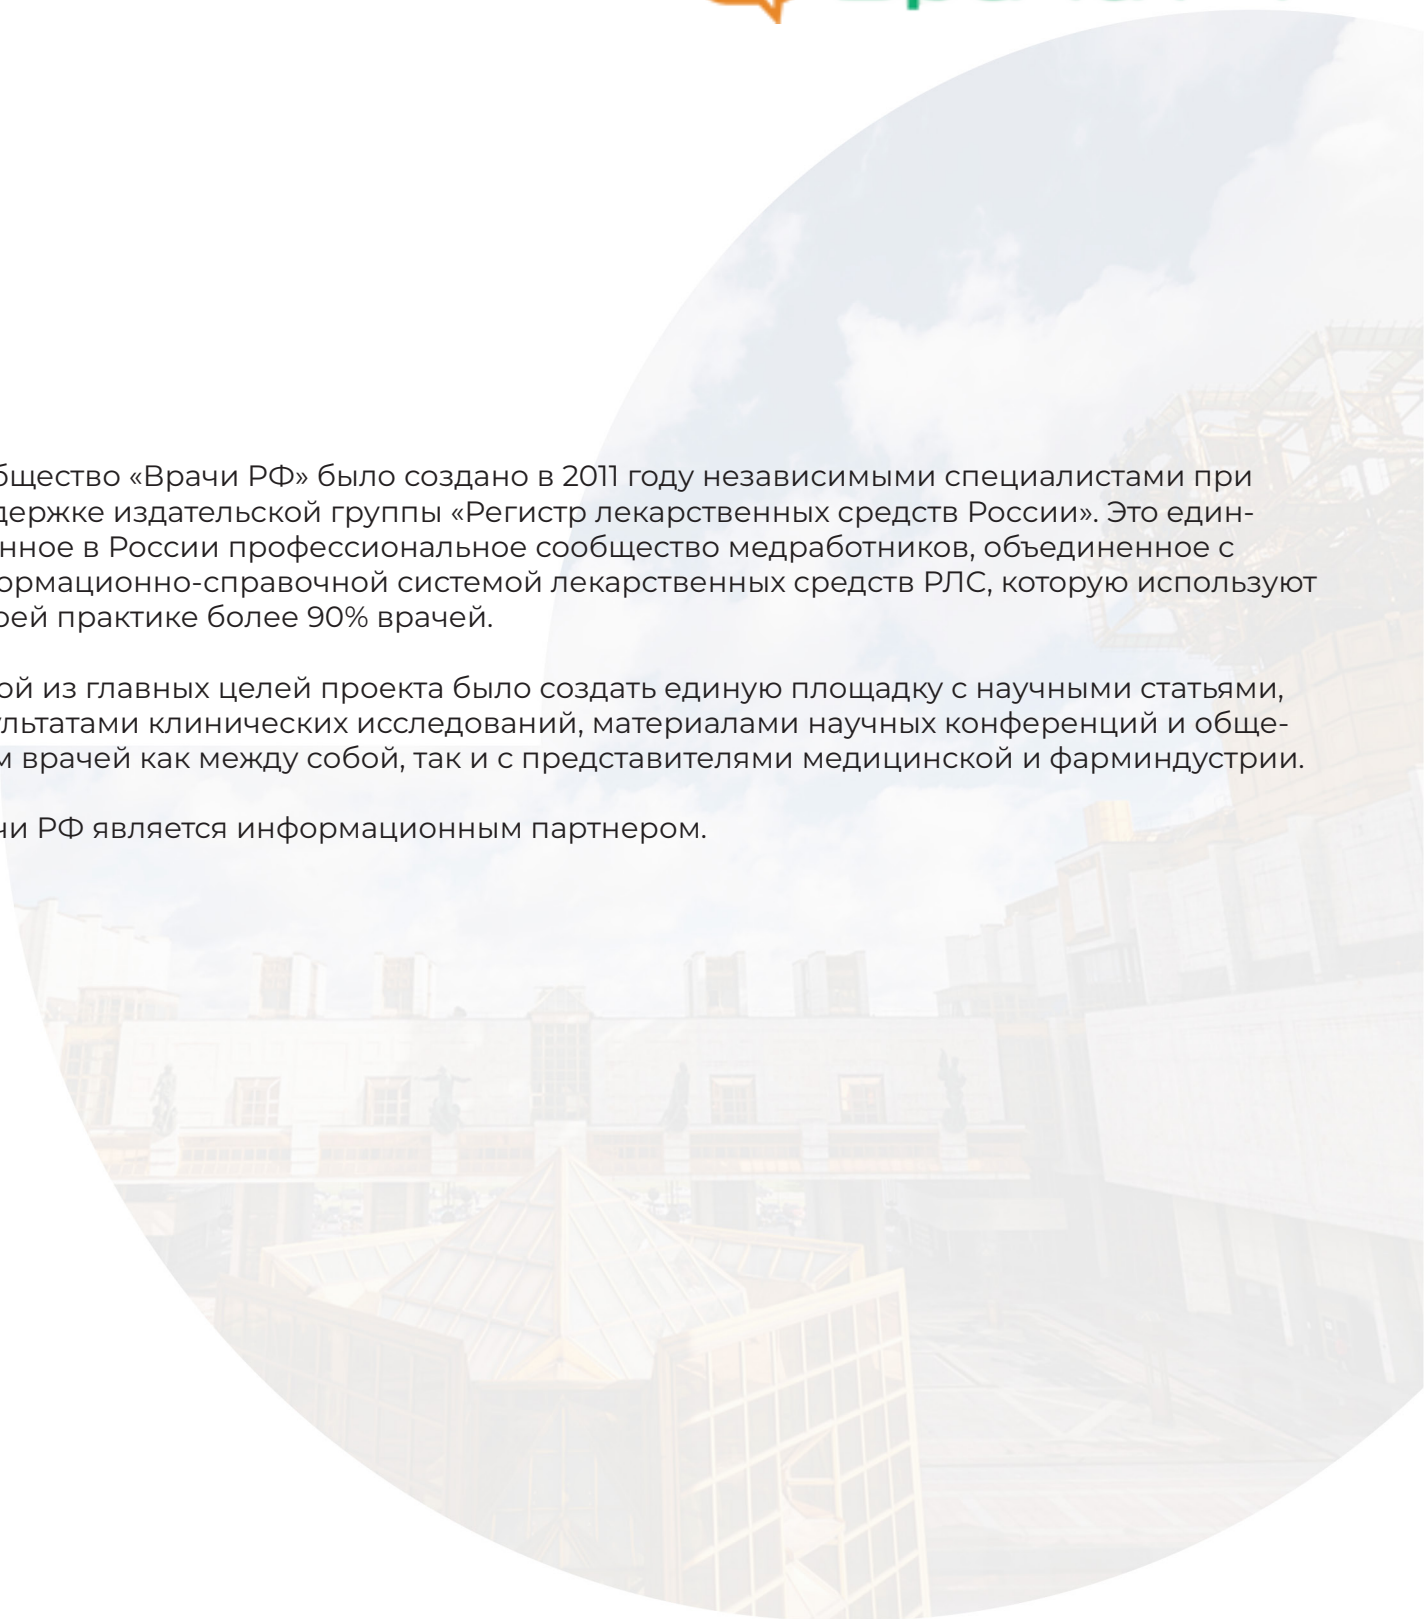 бщество «Врачи РФ» было создано в 2011 году независимыми специалистами при
держке издательской группы «Регистр лекарственных средств России». Это един-
нное в России профессиональное сообщество медработников, объединенное с
ормационно-справочной системой лекарственных средств РЛС, которую используют
оей практике более 90% врачей.
ой из главных целей проекта было создать единую площадку с научными статьями,
ультатами клинических исследований, материалами научных конференций и обще-
м врачей как между собой, так и с представителями медицинской и фарминдустрии.
чи РФ является информационным партнером.